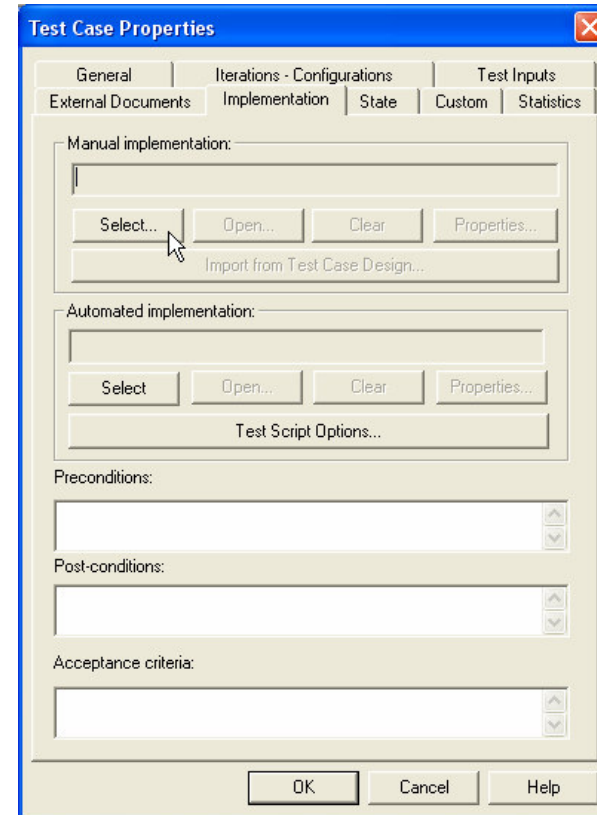 Test Case Properties
General Iterations - Configurations Test Inputs
External Documents Implementation State Custom Statistics
Manual implementation:
Select... Open... Clear Properties...
Import from Test Case Design...
Automated implementation:
Select Open... Clear Properties...
Test Script Options...
Preconditions:
Post-conditions:
Acceptance criteria:
OK Cancel Help